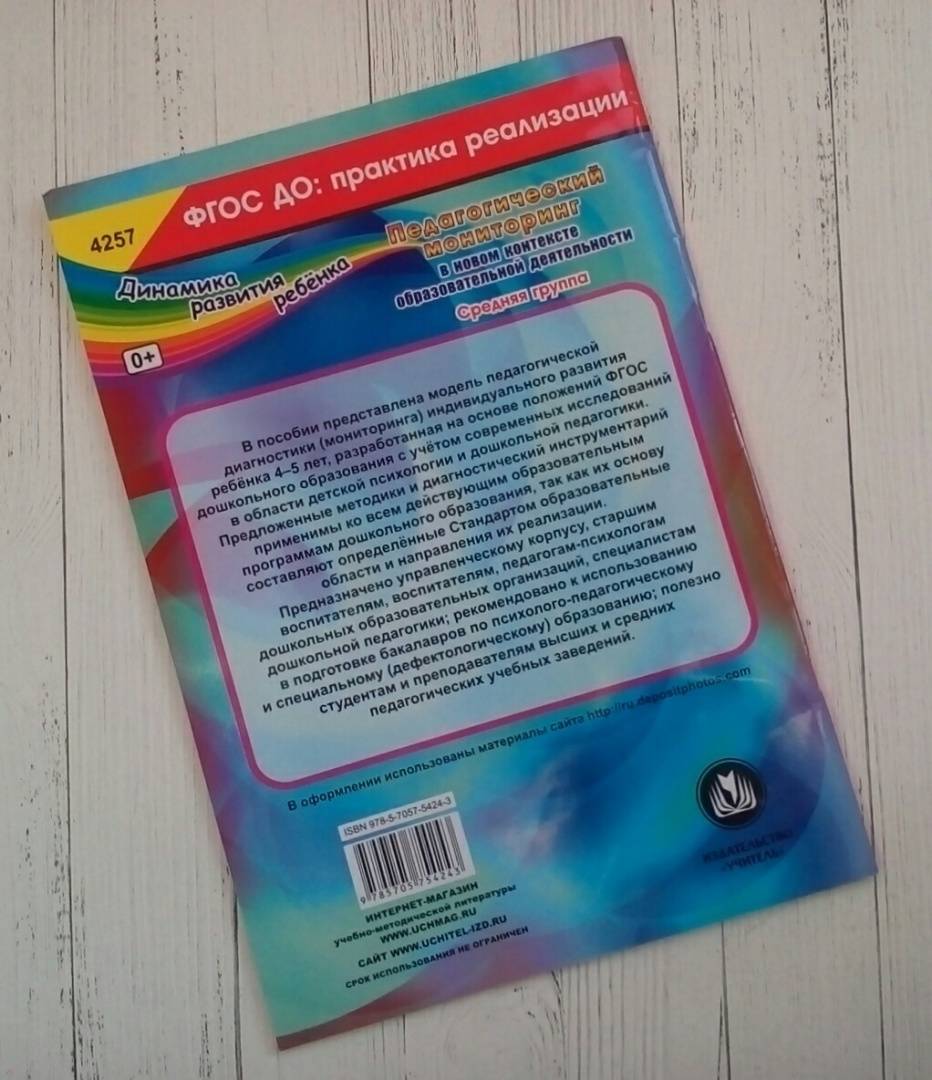 ФГОС ДО: практика реализации
4257
Динамика
развития
ребёнка
Педагогический
мониторинг
в новом контексте
образовательной деятельности
Средняя группа
0+
В пособии представлена модель педагогической
диагностики (мониторинга) индивидуального развития
ребёнка 4–5 лет, разработанная на основе положений ФГОС
дошкольного образования с учётом современных исследований
в области детской психологии и дошкольной педагогики.
Предложенные методики и диагностический инструментарий
применимы ко всем действующим образовательным
программам дошкольного образования, так как их основу
составляют определённые Стандартом образовательные
области и направления их реализации.
Предназначено управленческому корпусу, старшим
воспитателям, воспитателям, педагогам-психологам
дошкольных образовательных организаций, специалистам
дошкольной педагогики; рекомендовано к использованию
в подготовке бакалавров по психолого-педагогическому
и специальному (дефектологическому) образованию; полезно
студентам и преподавателям высших и средних
педагогических учебных заведений.
В оформлении использованы материалы сайта http://ru.depositphotos.com
ISBN 978-5-7057-5424-3
9 785705 754243
ИНТЕРНЕТ-МАГАЗИН
учебно-методической литературы
WWW.UCHMAG.RU
САЙТ WWW.UCHITEL-IZD.RU
СРОК ИСПОЛЬЗОВАНИЯ НЕ ОГРАНИЧЕН
ИЗДАТЕЛЬСТВО
«УЧИТЕЛЬ»